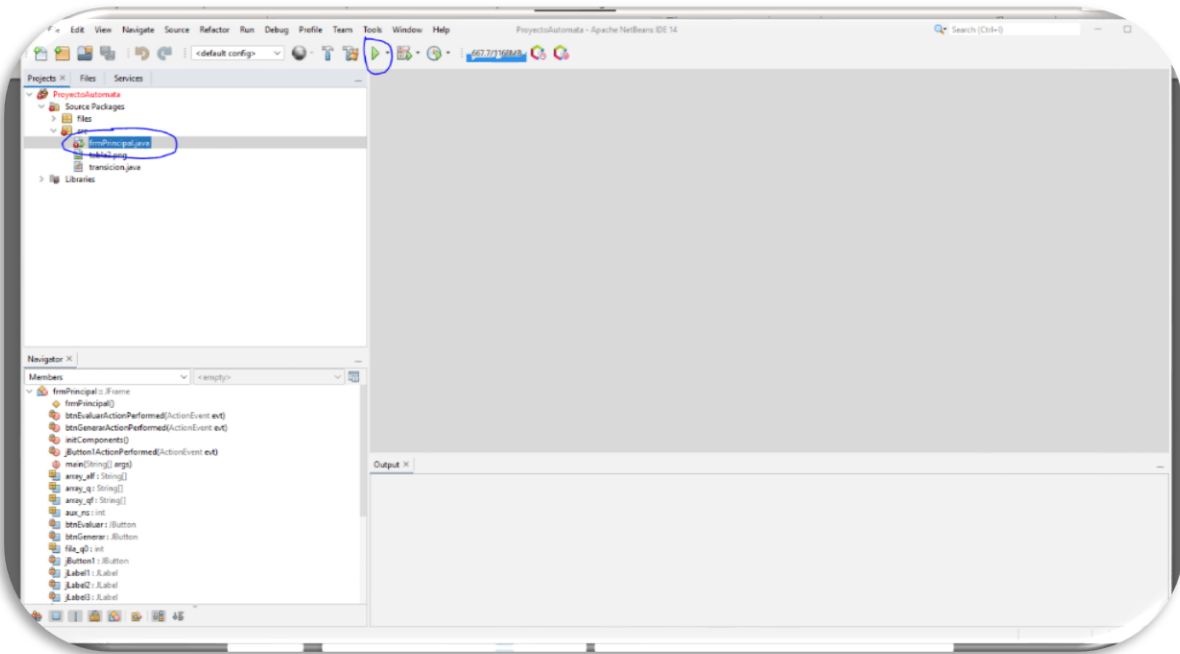 Edit View Navigate Source Refactor Run Debug Profile Team Tools Window Help
ProyectoAutomata - Apache NetBeans IDE 14
Search (Ctrl+I)
<default config>
667.7/1168MB
Projects
Files
Services
ProyectoAutomata
Source Packages
files
src
frmPrincipal.java
tabla2.png
transicion.java
Libraries
Navigator
Members
<empty>
frmPrincipal :: JFrame
frmPrincipal()
btnEvaluarActionPerformed(ActionEvent evt)
btnGenerarActionPerformed(ActionEvent evt)
initComponents()
jButton1ActionPerformed(ActionEvent evt)
main(String[] args)
array_alf : String[]
array_q : String[]
array_qf : String[]
aux_ns : int
btnEvaluar : JButton
btnGenerar : JButton
fila_q0 : int
jButton1 : JButton
jLabel1 : JLabel
jLabel2 : JLabel
jLabel3 : JLabel
Output